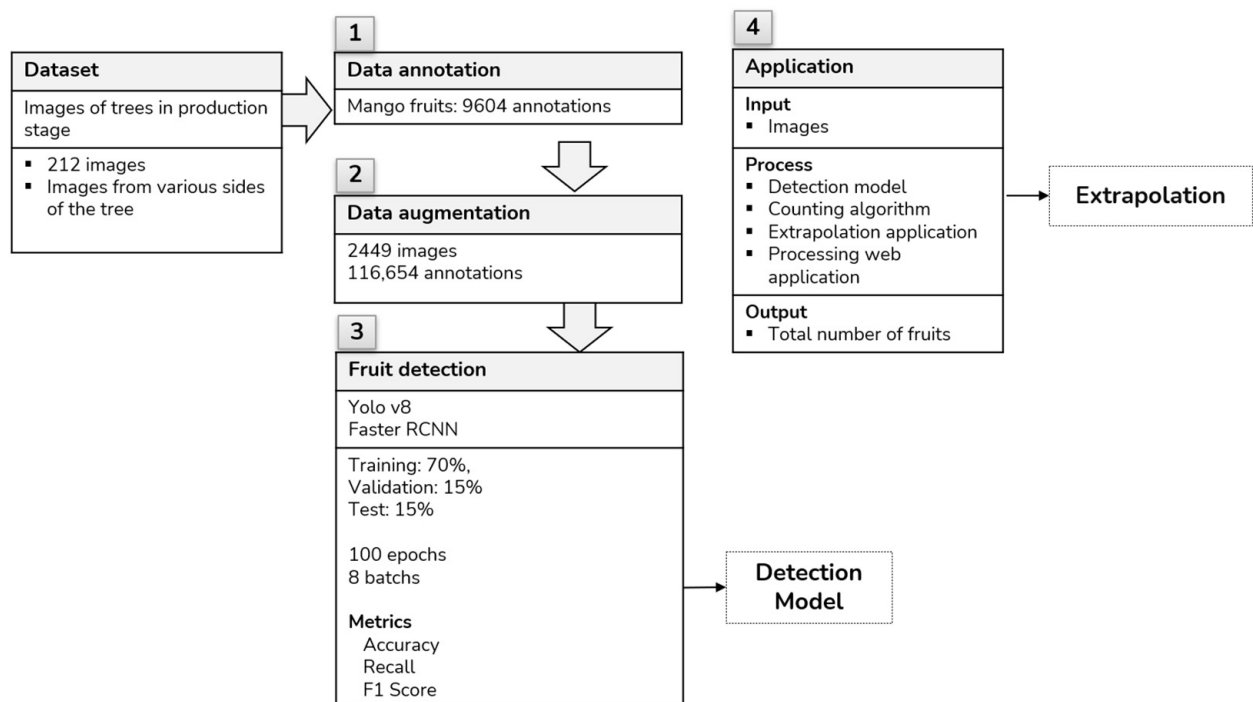 Dataset
Images of trees in production
stage
▪ 212 images
▪ Images from various sides
of the tree
1
Data annotation
Mango fruits: 9604 annotations
2
Data augmentation
2449 images
116,654 annotations
3
Fruit detection
Yolo v8
Faster RCNN
Training: 70%,
Validation: 15%
Test: 15%
100 epochs
8 batchs
Metrics
Accuracy
Recall
F1 Score
Detection
Model
4
Application
Input
▪ Images
Process
▪ Detection model
▪ Counting algorithm
▪ Extrapolation application
▪ Processing web
application
Output
▪ Total number of fruits
Extrapolation